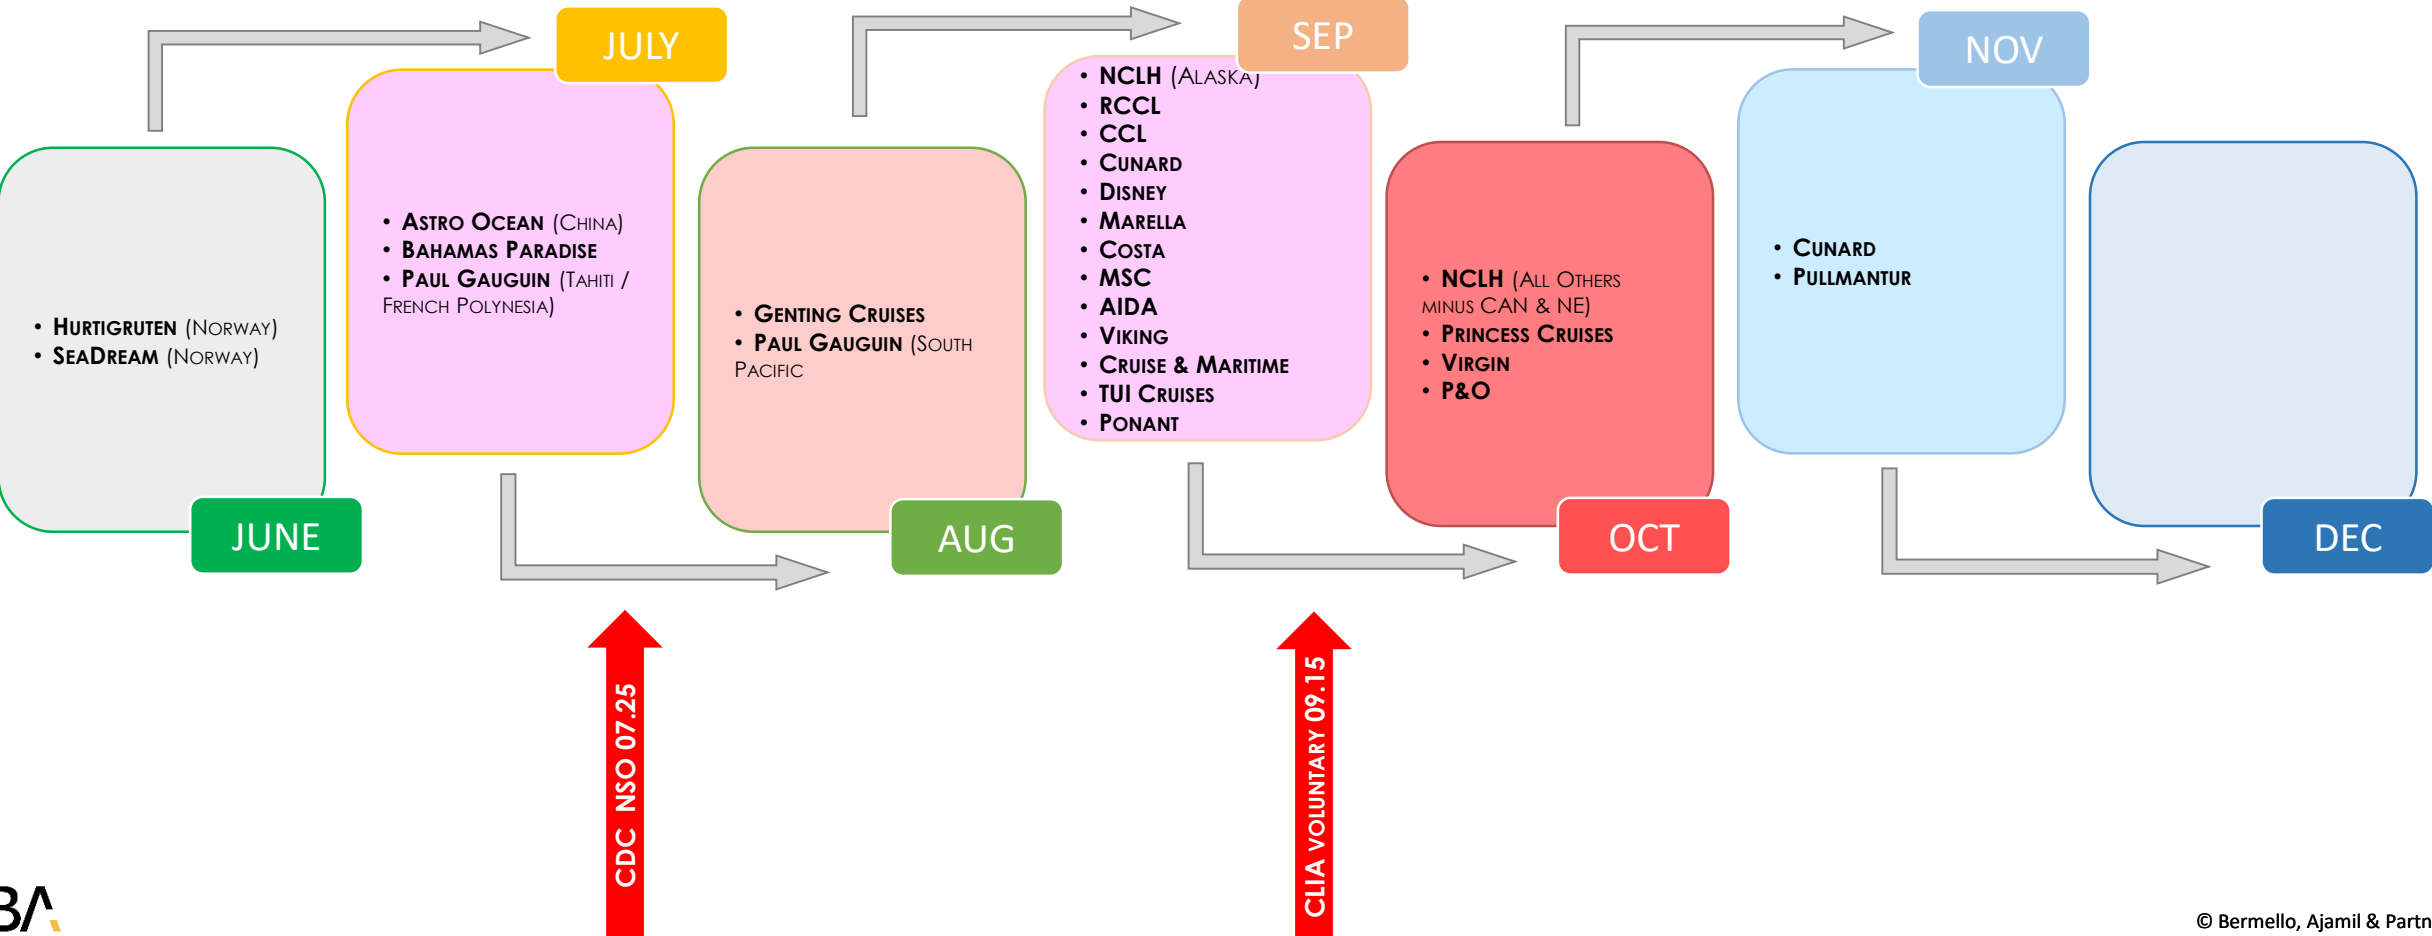 JULY
SEP
NOV
• HURTIGRUTEN (NORWAY)
• SEADREAM (NORWAY)
JUNE
• ASTRO OCEAN (CHINA)
• BAHAMAS PARADISE
• PAUL GAUGUIN (TAHITI /
FRENCH POLYNESIA)
• GENTING CRUISES
• PAUL GAUGUIN (SOUTH
PACIFIC
AUG
• NCLH (ALASKA)
• RCCL
• CCL
• CUNARD
• DISNEY
• MARELLA
• COSTA
• MSC
• AIDA
• VIKING
• CRUISE & MARITIME
• TUI CRUISES
• PONANT
• NCLH (ALL OTHERS
MINUS CAN & NE)
• PRINCESS CRUISES
• VIRGIN
• P&O
OCT
• CUNARD
• PULLMANTUR
DEC
CDC NSO 07.25
CLIA VOLUNTARY 09.15
BA
© Bermello, Ajamil & Partn